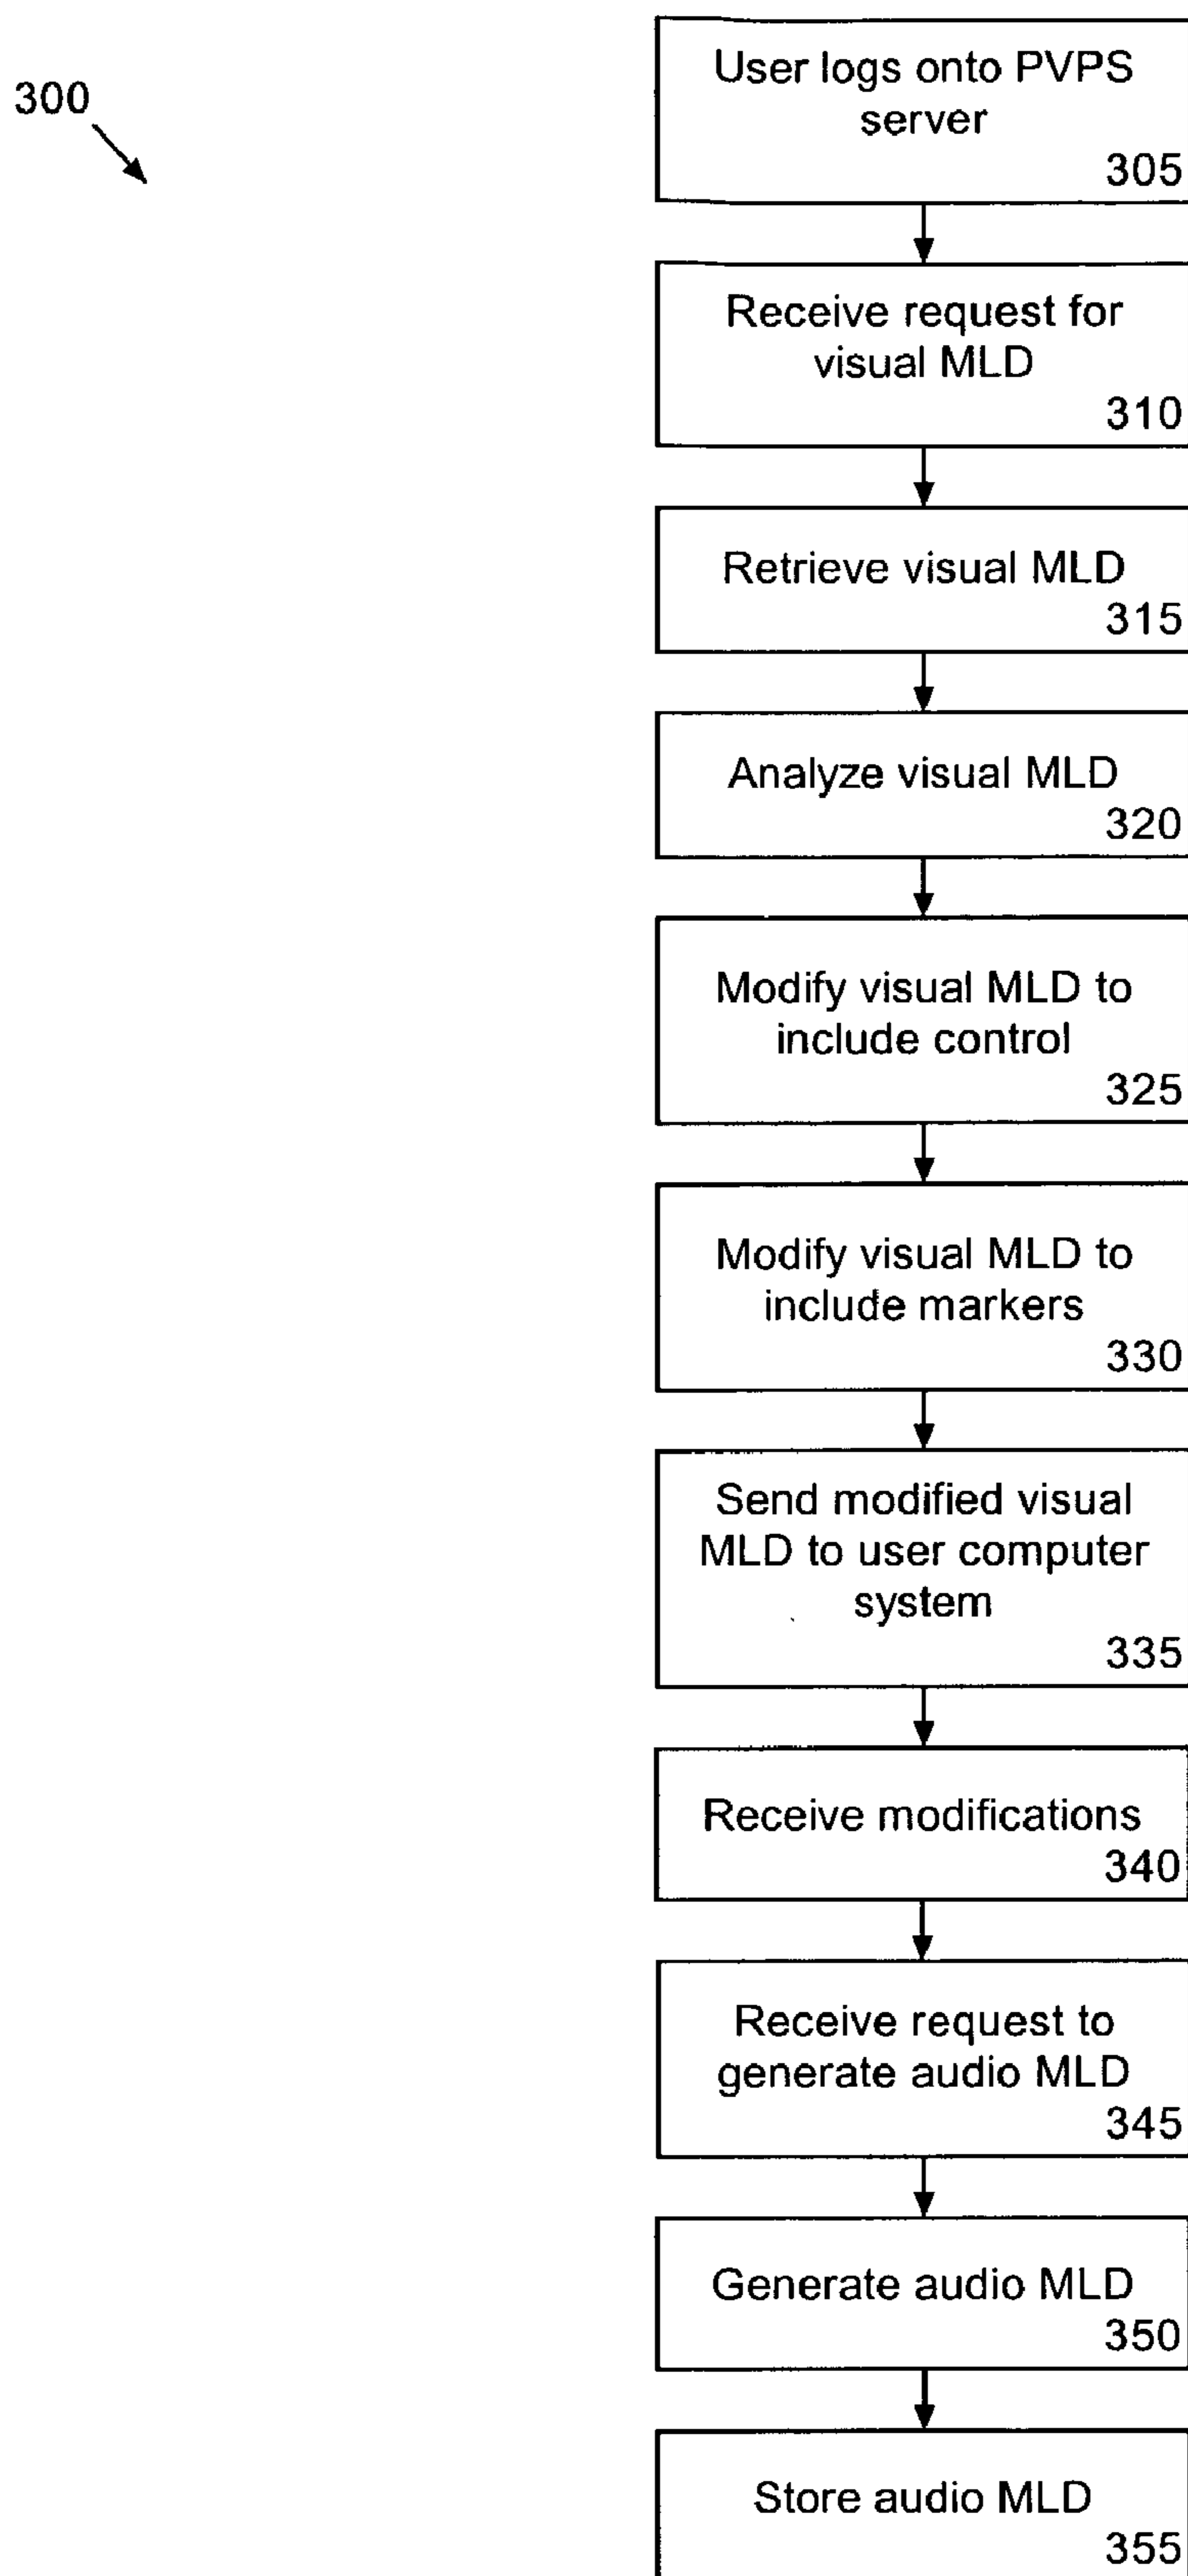 300
User logs onto PVPS
server
305
Receive request for
visual MLD
310
Retrieve visual MLD
315
Analyze visual MLD
320
Modify visual MLD to
include control
325
Modify visual MLD to
include markers
330
Send modified visual
MLD to user computer
system
335
Receive modifications
340
Receive request to
generate audio MLD
345
Generate audio MLD
350
Store audio MLD
355